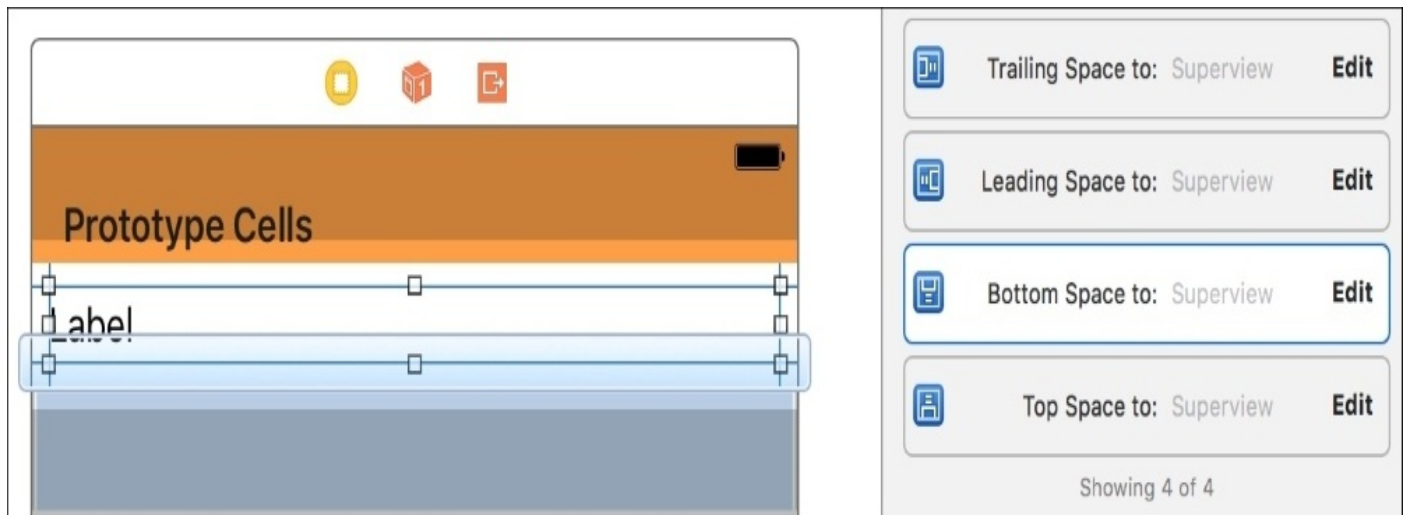 Prototype Cells
Label
Trailing Space to: Superview Edit
Leading Space to: Superview Edit
Bottom Space to: Superview Edit
Top Space to: Superview Edit
Showing 4 of 4